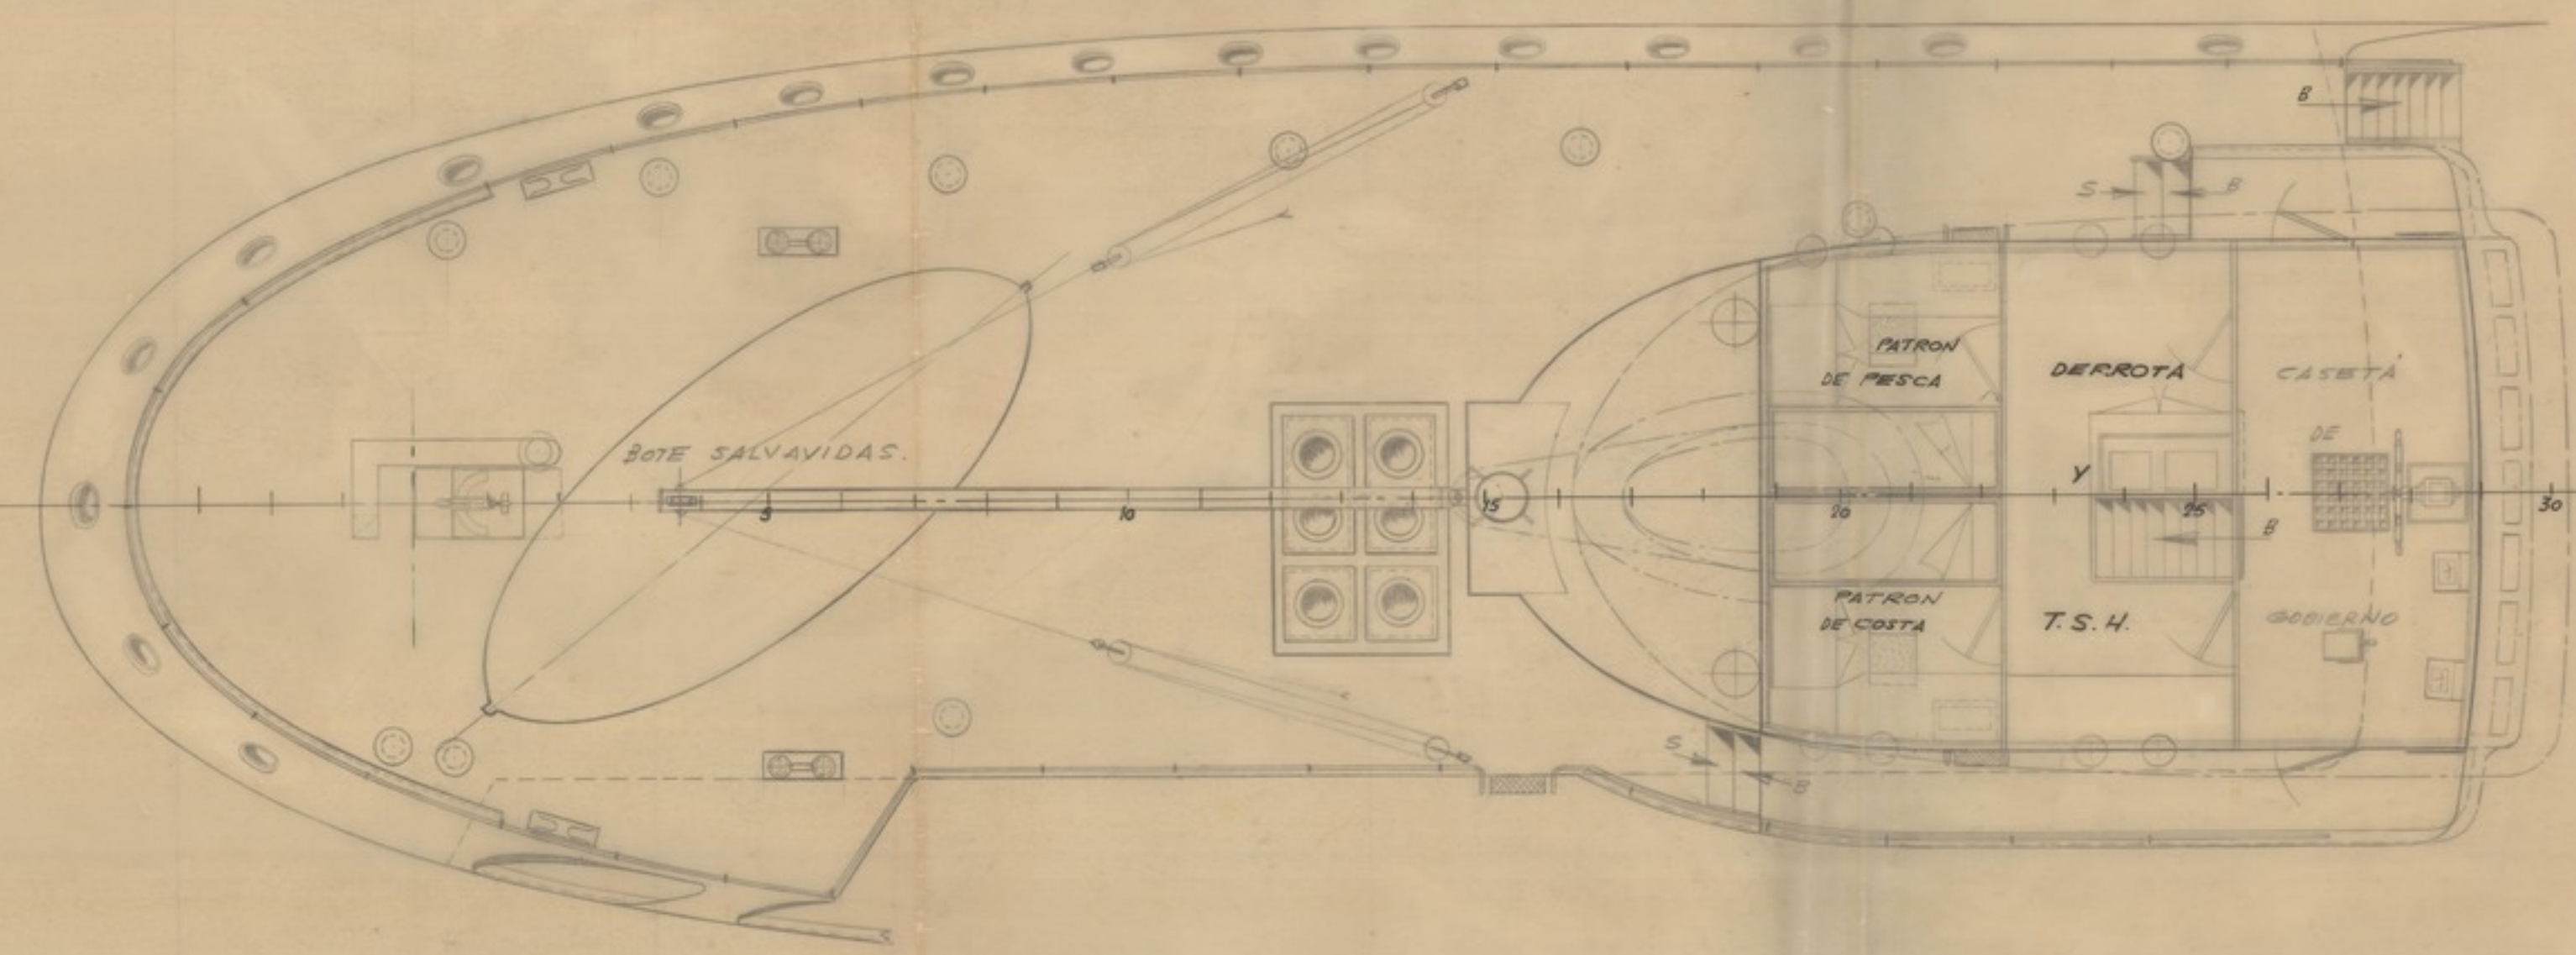 B
S B
PATRON
DE PESCA
DERROTA
CASETA
DE
BOTE SALVAVIDAS.
Y
5 10 15 20 25 30
B
PATRON
DE COSTA
T.S.H.
GOBIERNO
S
B